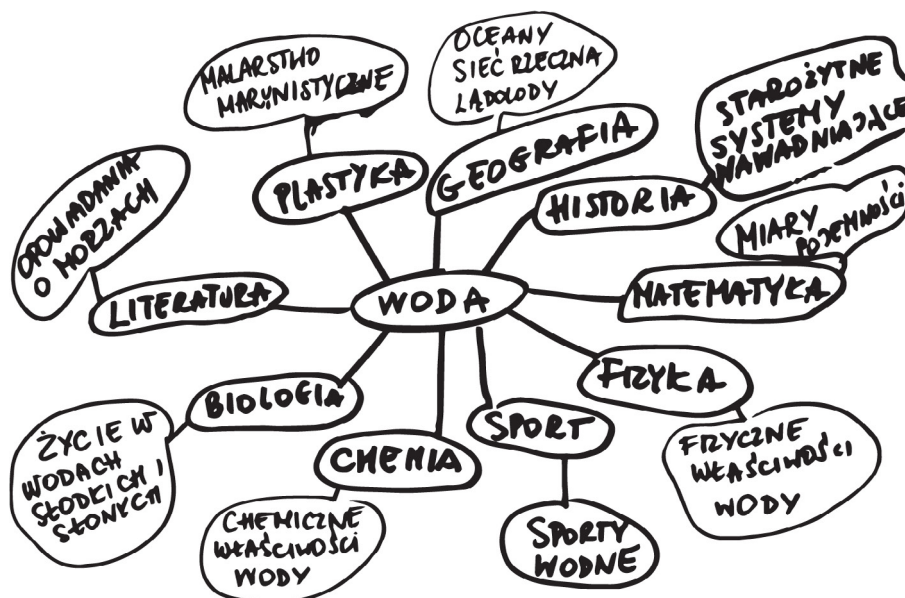 OCEANY
SIEĆ RZECZNA
LĄDOLODY
MALARSTWO
MARYNISTYCZNE
STAROŻYTNE
SYSTEMY
NAWADNIAJĄCE
PLASTYKA
GEOGRAFIA
HISTORIA
OPOWIADANIA
O MORZACH
MIARY
POJEMNOŚCI
LITERATURA
WODA
MATEMATYKA
BIOLOGIA
FIZYKA
SPORT
CHEMIA
ŻYCIE W
WODACH
SŁODKICH I
SŁONYCH
FIZYCZNE
WŁAŚCIWOŚCI
WODY
CHEMICZNE
WŁAŚCIWOŚCI
WODY
SPORTY
WODNE